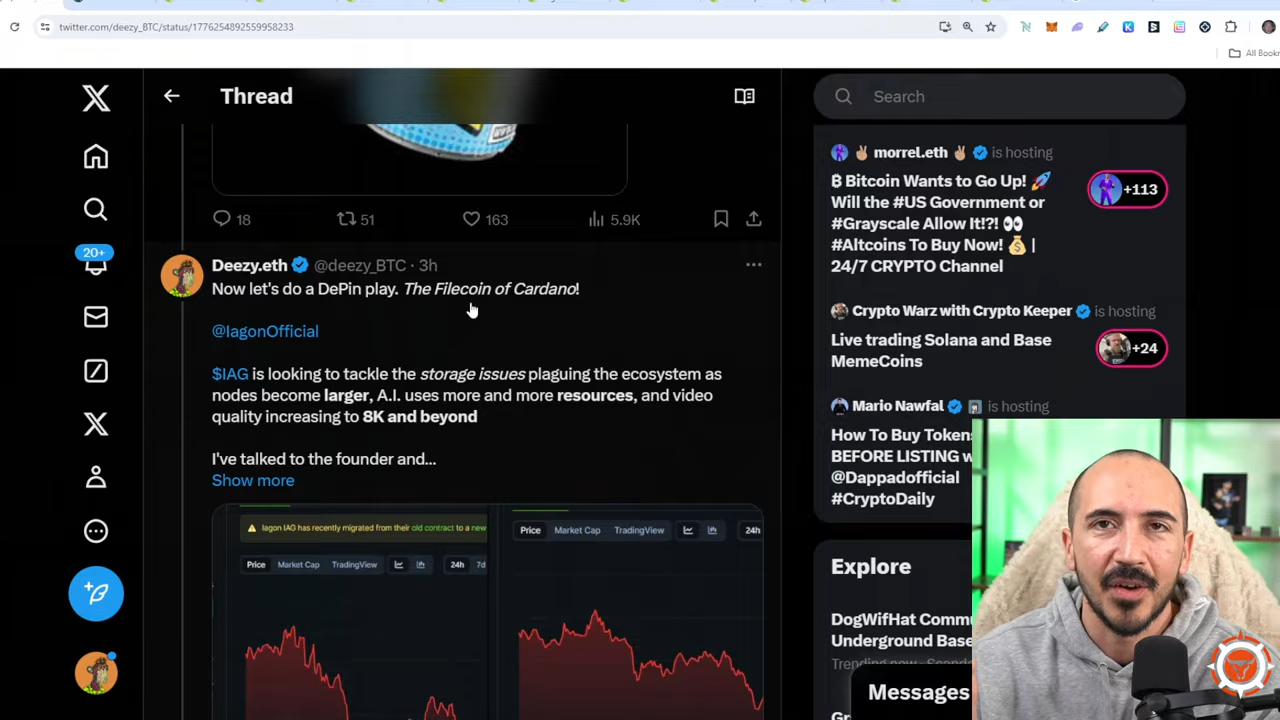 twitter.com/deezy_BTC/status/1776254892559958233
All Bookr
Thread
18
51
163
5.9K
20+
Deezy.eth @deezy_BTC · 3h
Now let's do a DePin play. The Filecoin of Cardano!
@IagonOfficial
$IAG is looking to tackle the storage issues plaguing the ecosystem as
nodes become larger, A.I. uses more and more resources, and video
quality increasing to 8K and beyond
I've talked to the founder and...
Show more
Iagon IAG has recently migrated from their old contract to a new
Price Market Cap TradingView 24h 7d
Price Market Cap TradingView 24h
Search
morrel.eth is hosting
₿ Bitcoin Wants to Go Up! 🚀
Will the #US Government or
#Grayscale Allow It!?! 👀
#Altcoins To Buy Now! 💰 |
24/7 CRYPTO Channel
+113
Crypto Warz with Crypto Keeper is hosting
Live trading Solana and Base
MemeCoins
+24
Mario Nawfal is hosting
How To Buy Tokens
BEFORE LISTING w
@Dappadofficial
#CryptoDaily
Explore
DogWifHat Commu
Underground Base
Messages